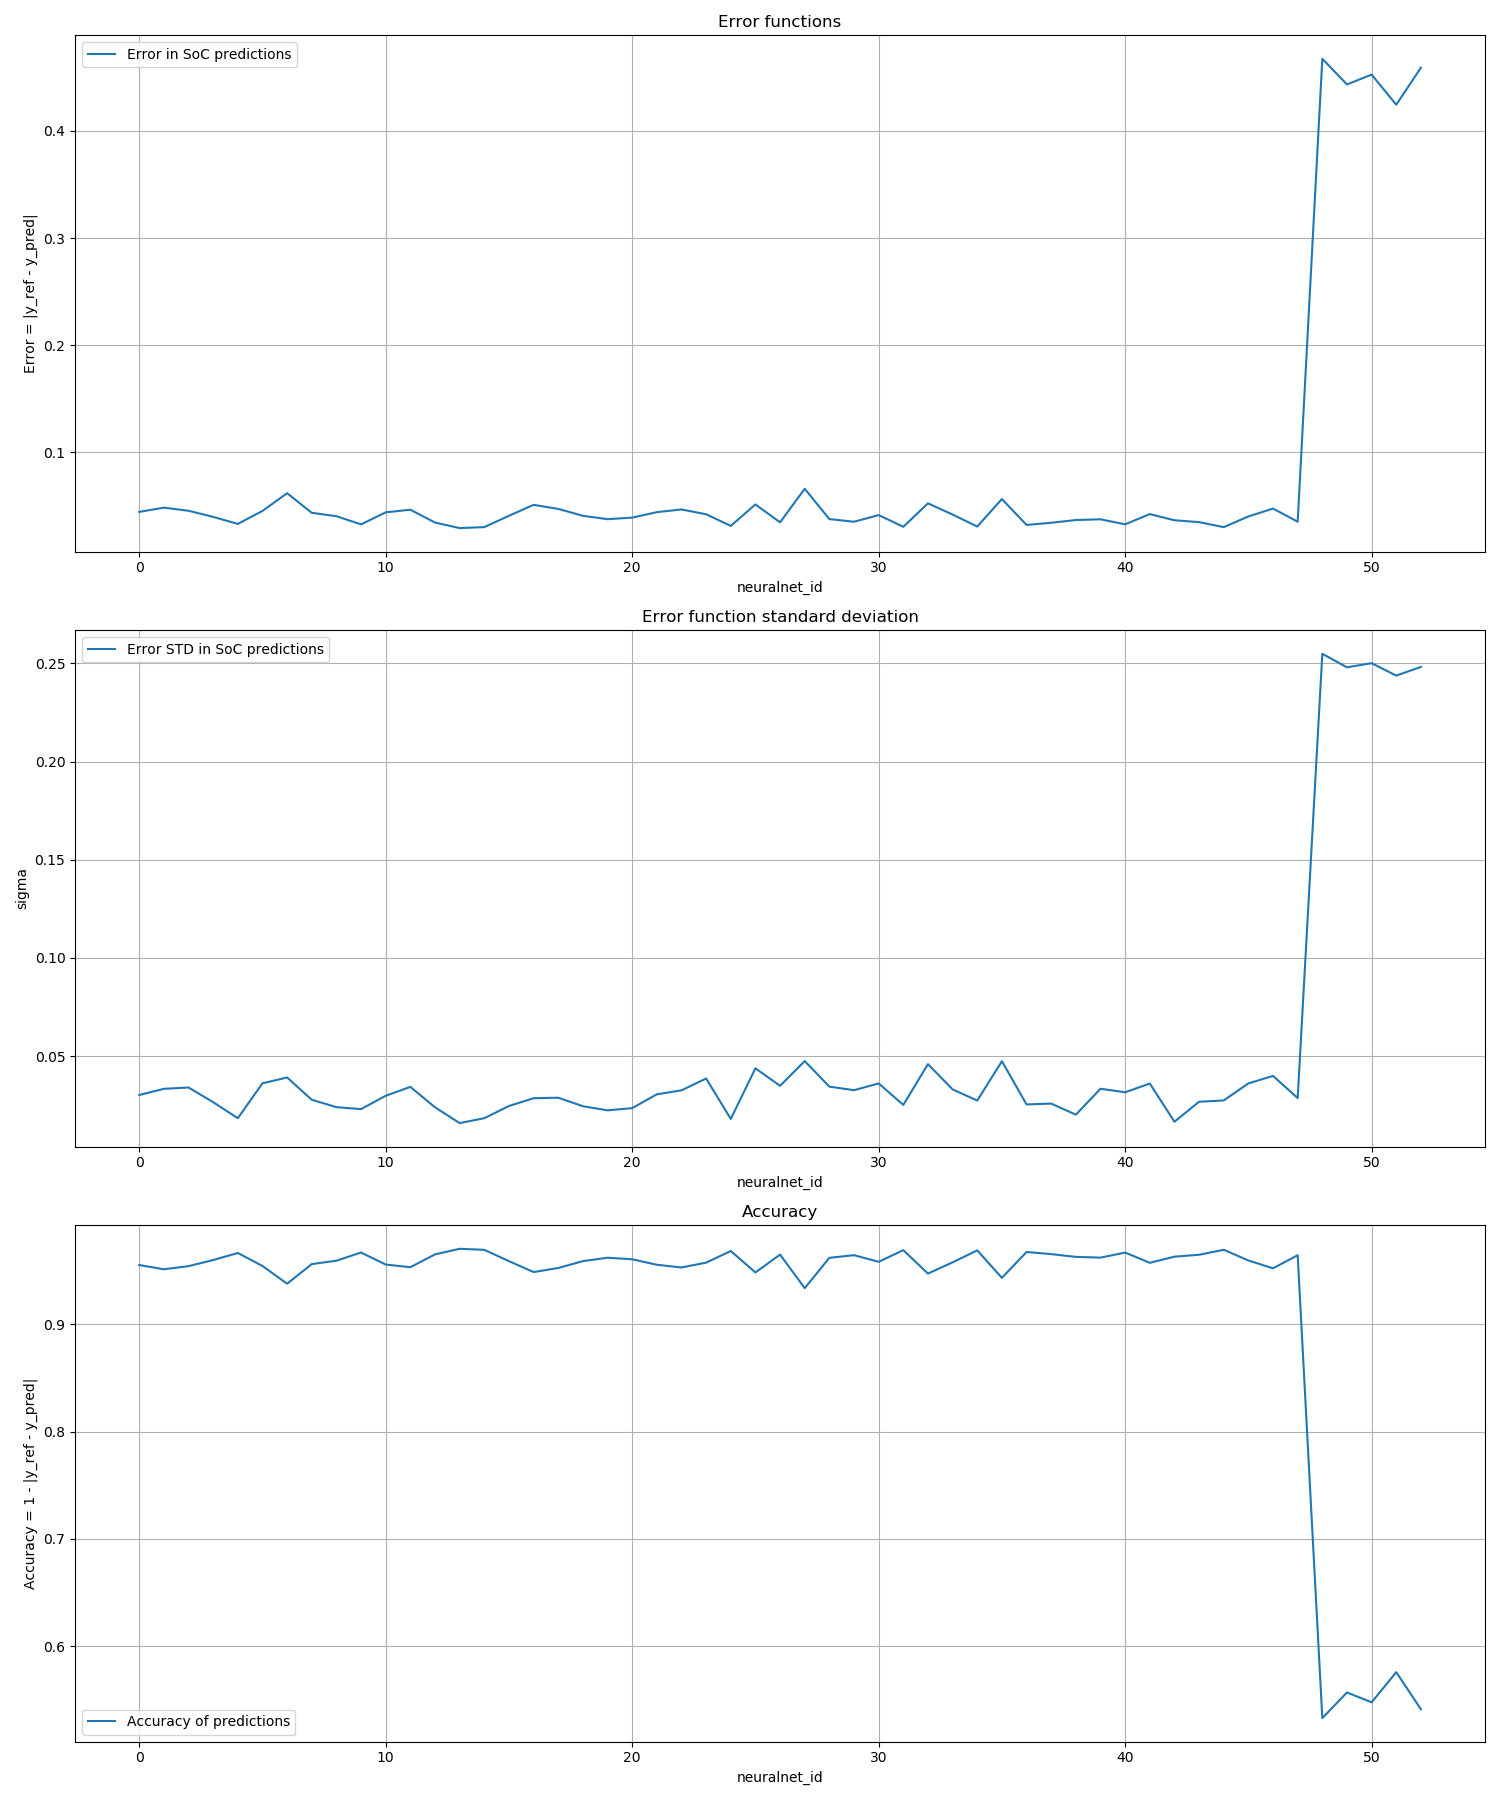 Error functions
Error in SoC predictions
0.4
0.3
0.2
0.1
Error = |y_ref - y_pred|
0 10 20 30 40 50
neuralnet_id
Error function standard deviation
Error STD in SoC predictions
0.25
0.20
0.15
0.10
0.05
sigma
0 10 20 30 40 50
neuralnet_id
Accuracy
0.9
0.8
0.7
0.6
Accuracy = 1 - |y_ref - y_pred|
Accuracy of predictions
0 10 20 30 40 50
neuralnet_id